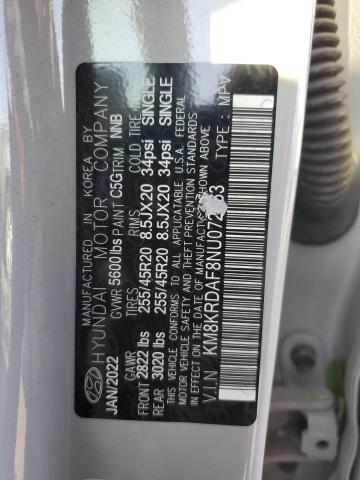 HYUNDAI
MANUFACTURED IN KOREA BY
HYUNDAI MOTOR COMPANY
JAN/2022 GVWR 5600lbs PAINT C5G TRIM NNB
GAWR TIRES RIMS COLD TIRE
FRONT 2822 lbs 255/45R20 8.5JX20 34psi SINGLE
REAR 3020 lbs 255/45R20 8.5JX20 34psi SINGLE
THIS VEHICLE CONFORMS TO ALL APPLICABLE U.S.A. FEDERAL
MOTOR VEHICLE SAFETY AND THEFT PREVENTION STANDARDS
IN EFFECT ON THE DATE OF MANUFACTURE SHOWN ABOVE.
V.I.N KM8KRDAF8NU07 TYPE : MPV